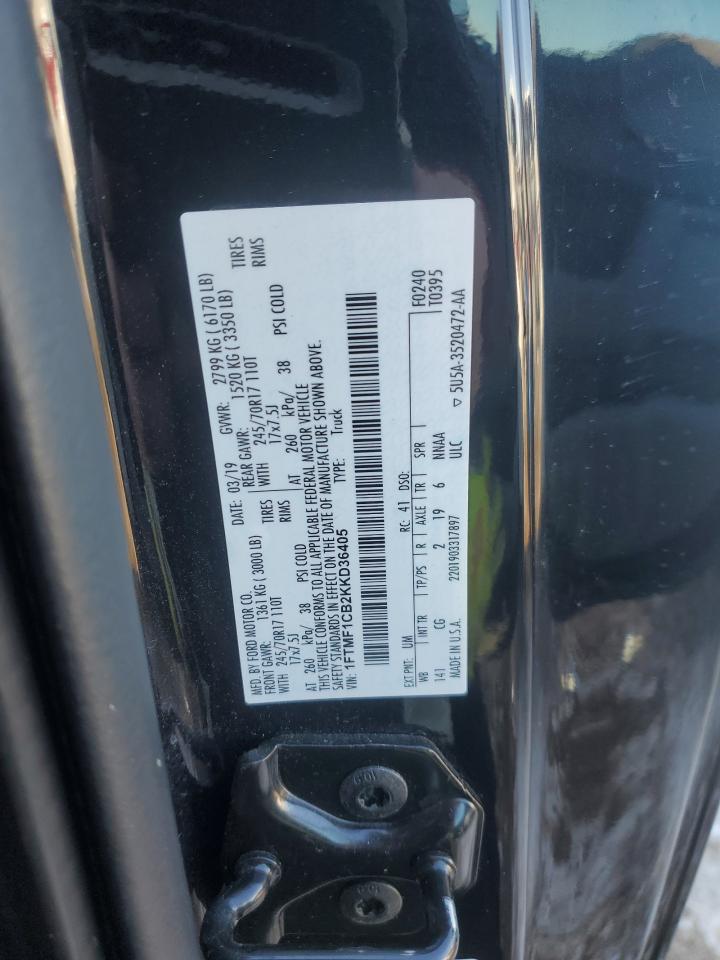 MFD. BY FORD MOTOR CO.
DATE: 03/19 GVWR: 2799 KG ( 6170 LB)
FRONT GAWR: 1361 KG (3000 LB) REAR GAWR: 1520 KG ( 3350 LB)
WITH 245/70R17 110T TIRES WITH 245/70R17 110T TIRES
17x7.5J RIMS 17x7.5J RIMS
AT 260 kPa/ 38 PSI COLD AT 260 kPa/ 38 PSI COLD
THIS VEHICLE CONFORMS TO ALL APPLICABLE FEDERAL MOTOR VEHICLE
SAFETY STANDARDS IN EFFECT ON THE DATE OF MANUFACTURE SHOWN ABOVE.
VIN: 1FTMF1CB2KKD36405 TYPE: Truck
F0240
T0395
EXT PNT: UM RC: 41 DSO:
WB INT TR TP/PS R AXLE TR SPR
141 CG 2 19 6 NNAA
MADE IN U.S.A. 2201903317897 ULC
▽ 5U5A-3520472-AA
10.9